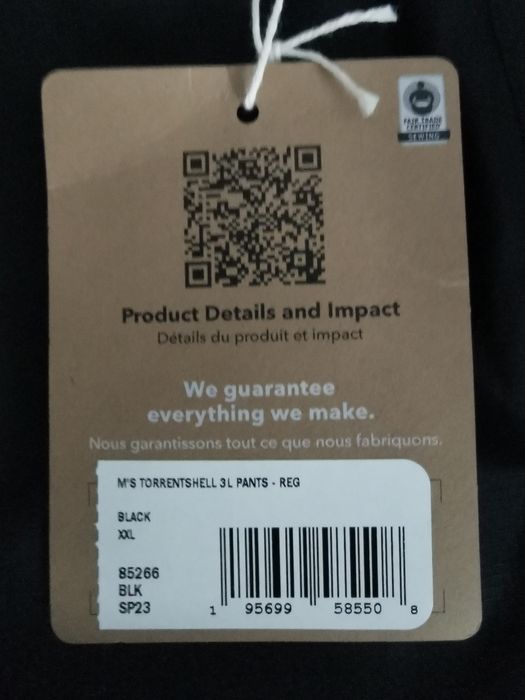 FAIR TRADE
CERTIFIED
SEWING
Product Details and Impact
Détails du produit et impact
We guarantee
everything we make.
Nous garantissons tout ce que nous fabriquons.
M'S TORRENTSHELL 3L PANTS - REG
BLACK
XXL
85266
BLK
SP23
1 95699 58550 8